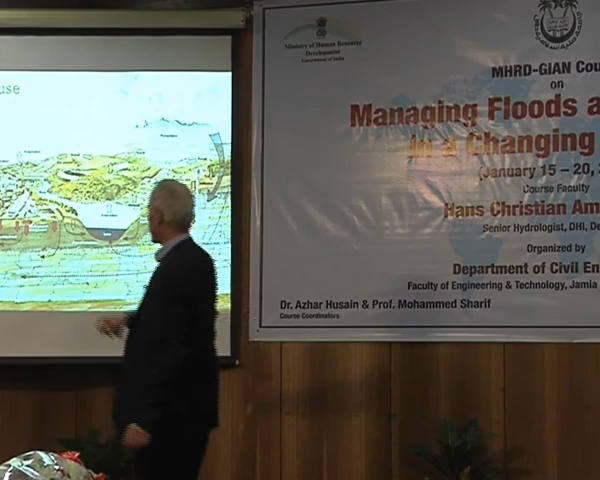 use
Ministry of Human Resource
Development
Government of India
MHRD-GIAN Cou
on
Managing Floods a
in a Changing
(January 15 – 20, 2
Course Faculty
Hans Christian Am
Senior Hydrologist, DHI, De
Organized by
Department of Civil En
Faculty of Engineering & Technology, Jamia
Dr. Azhar Husain & Prof. Mohammed Sharif
Course Coordinators